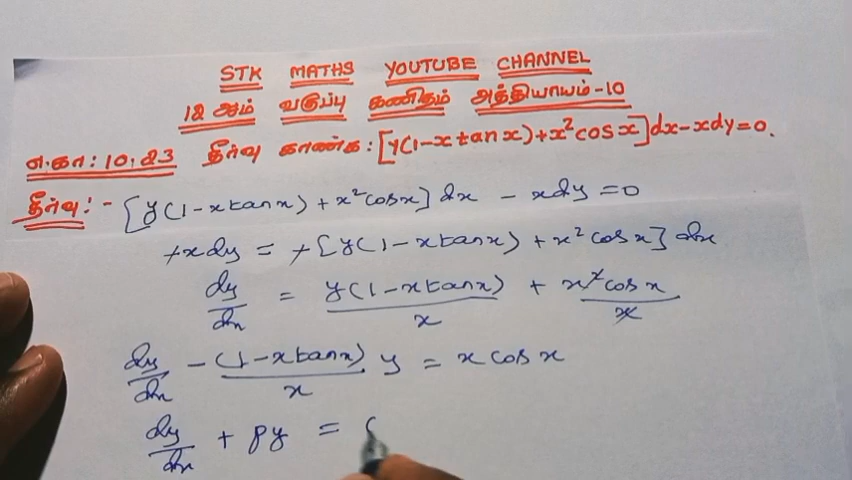 STK MATHS YOUTUBE CHANNEL
12 ஆம் வகுப்பு கணிதம் அத்தியாயம்-10
எ.கா: 10.23 தீர்வு காண்க: [y(1-x tan x)+x² cos x]dx-xdy=0.
தீர்வு:- [y(1-x tan x) + x² cos x] dx - xdy = 0
+xdy = +[y(1-x tan x) + x² cos x] dx
dy/dx = y(1-x tan x)/x + x² cos x/x
dy/dx - (1-x tan x)/x y = x cos x
dy/dx + Py =